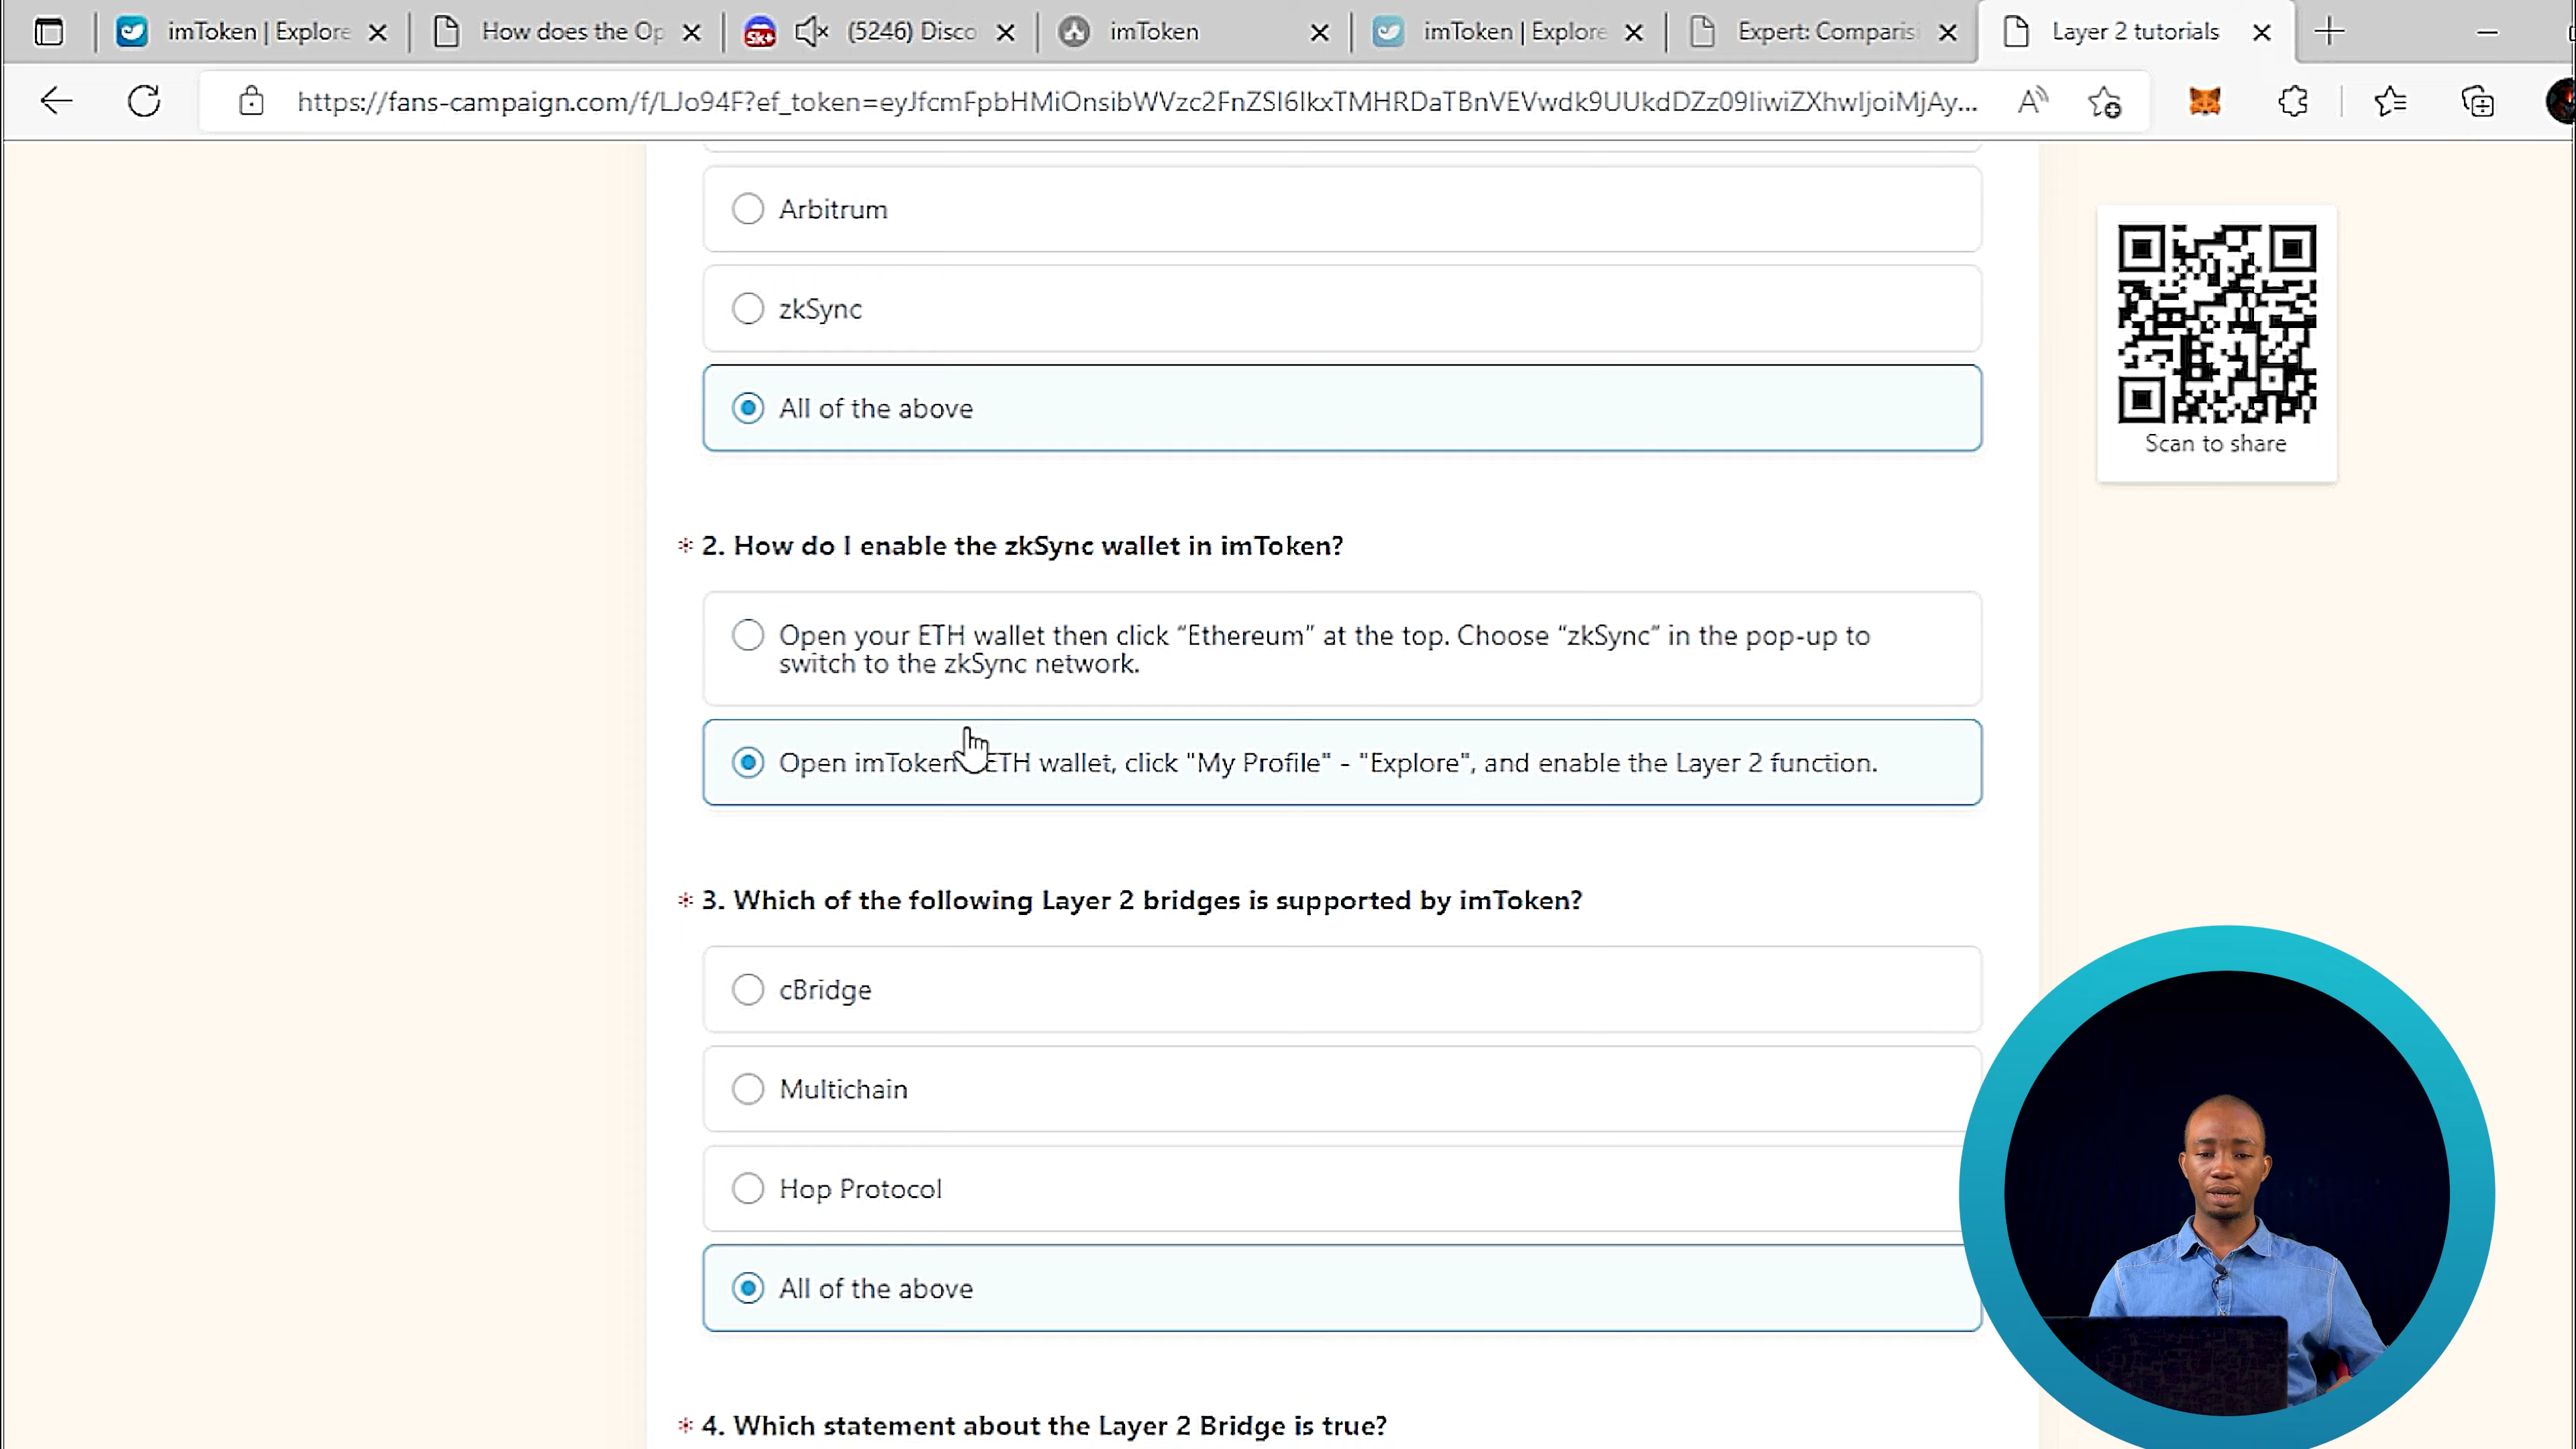 imToken | Explore
How does the Op
(5246) Disco
imToken
imToken | Explore
Expert: Comparis
Layer 2 tutorials
https://fans-campaign.com/f/LJo94F?ef_token=eyJfcmFpbHMiOnsibWVzc2FnZSI6IkxTMHRDaTBnVEVwdk9UUkdDZz09IiwiZXhwIjoiMjAy...
Arbitrum
zkSync
All of the above
Scan to share
* 2. How do I enable the zkSync wallet in imToken?
Open your ETH wallet then click “Ethereum” at the top. Choose “zkSync” in the pop-up to
switch to the zkSync network.
Open imToken ETH wallet, click "My Profile" - "Explore", and enable the Layer 2 function.
* 3. Which of the following Layer 2 bridges is supported by imToken?
cBridge
Multichain
Hop Protocol
All of the above
* 4. Which statement about the Layer 2 Bridge is true?